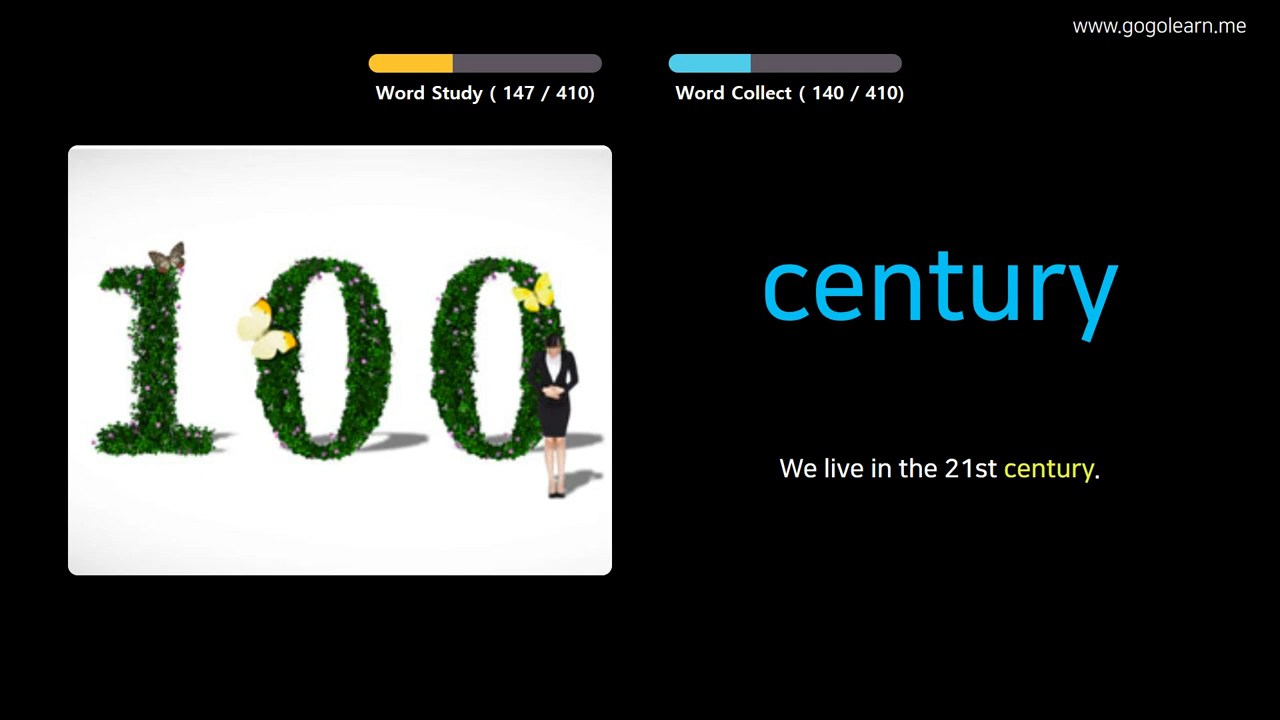 www.gogolearn.me
Word Study ( 147 / 410)
Word Collect ( 140 / 410)
100
century
We live in the 21st century.